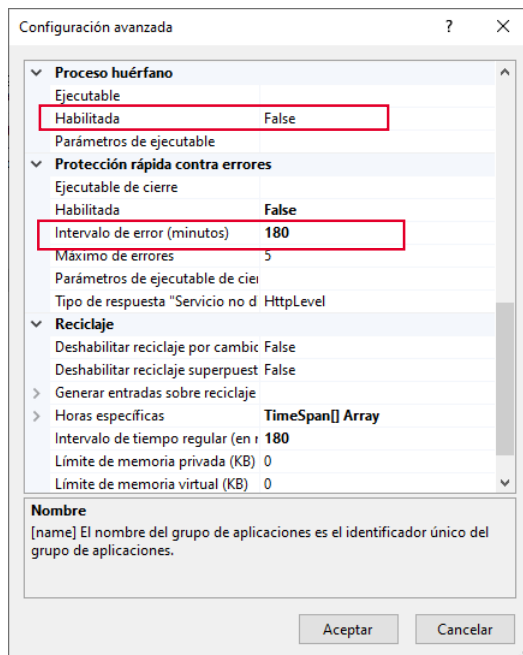 Configuración avanzada ? ×
Proceso huérfano
Ejecutable
Habilitada False
Parámetros de ejecutable
Protección rápida contra errores
Ejecutable de cierre
Habilitada False
Intervalo de error (minutos) 180
Máximo de errores 5
Parámetros de ejecutable de cie
Tipo de respuesta "Servicio no d HttpLevel
Reciclaje
Deshabilitar reciclaje por cambic False
Deshabilitar reciclaje superpuest False
Generar entradas sobre reciclaje
Horas específicas TimeSpan[] Array
Intervalo de tiempo regular (en r 180
Límite de memoria privada (KB) 0
Límite de memoria virtual (KB) 0
Nombre
[name] El nombre del grupo de aplicaciones es el identificador único del
grupo de aplicaciones.
Aceptar Cancelar